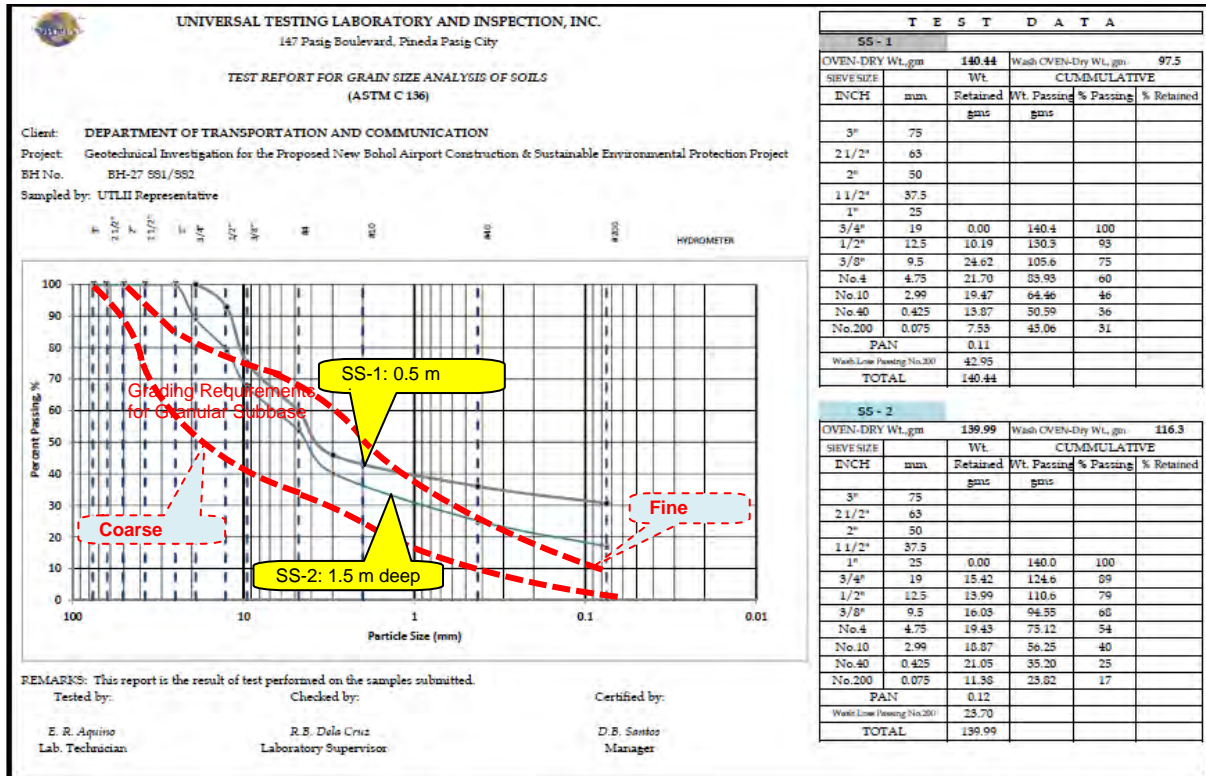 UNIVERSAL TESTING LABORATORY AND INSPECTION, INC.
147 Pasig Boulevard, Pineda Pasig City
TEST REPORT FOR GRAIN SIZE ANALYSIS OF SOILS
(ASTM C 136)
Client: DEPARTMENT OF TRANSPORTATION AND COMMUNICATION
Project: Geotechnical Investigation for the Proposed New Bohol Airport Construction & Sustainable Environmental Protection Project
BH No. BH-27 SS1/SS2
Sampled by: UTLII Representative
3" 2 1/2" 2" 1 1/2" 1" 3/4" 1/2" 3/8" #4 #10 #40 #200 HYDROMETER
Percent Passing, %
100
90
80
70
60
50
40
30
20
10
0
SS-1: 0.5 m
Grading Requirements
for Granular Subbase
Coarse
Fine
SS-2: 1.5 m deep
100 10 1 0.1 0.01
Particle Size (mm)
REMARKS: This report is the result of test performed on the samples submitted.
Tested by: Checked by: Certified by:
E. R. Aquino R.B. Dela Cruz D.B. Santos
Lab. Technician Laboratory Supervisor Manager
T E S T D A T A
SS - 1
OVEN-DRY Wt.,gm 140.44 Wash OVEN-Dry Wt., gm 97.5
SIEVE SIZE Wt. CUMMULATIVE
INCH mm Retained Wt. Passing % Passing % Retained
gms gms
3" 75
2 1/2" 63
2" 50
1 1/2" 37.5
1" 25
3/4" 19 0.00 140.4 100
1/2" 12.5 10.19 130.3 93
3/8" 9.5 24.62 105.6 75
No.4 4.75 21.70 83.93 60
No.10 2.99 19.47 64.46 46
No.40 0.425 13.87 50.59 36
No.200 0.075 7.53 43.06 31
PAN 0.11
Wash Loss Passing No.200 42.95
TOTAL 140.44
SS - 2
OVEN-DRY Wt.,gm 139.99 Wash OVEN-Dry Wt., gm 116.3
SIEVE SIZE Wt. CUMMULATIVE
INCH mm Retained Wt. Passing % Passing % Retained
gms gms
3" 75
2 1/2" 63
2" 50
1 1/2" 37.5
1" 25 0.00 140.0 100
3/4" 19 15.42 124.6 89
1/2" 12.5 13.99 110.6 79
3/8" 9.5 16.03 94.55 68
No.4 4.75 19.43 75.12 54
No.10 2.99 18.87 56.25 40
No.40 0.425 21.05 35.20 25
No.200 0.075 11.38 23.82 17
PAN 0.12
Wash Loss Passing No.200 23.70
TOTAL 139.99